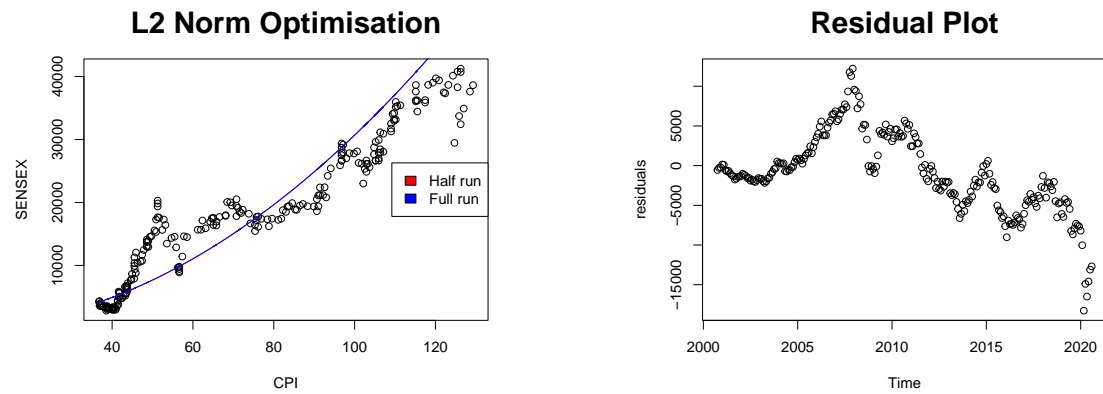 L2 Norm Optimisation
SENSEX
10000
20000
30000
40000
Half run
Full run
40
60
80
100
120
CPI
Residual Plot
residuals
−15000
−5000
0
5000
2000
2005
2010
2015
2020
Time